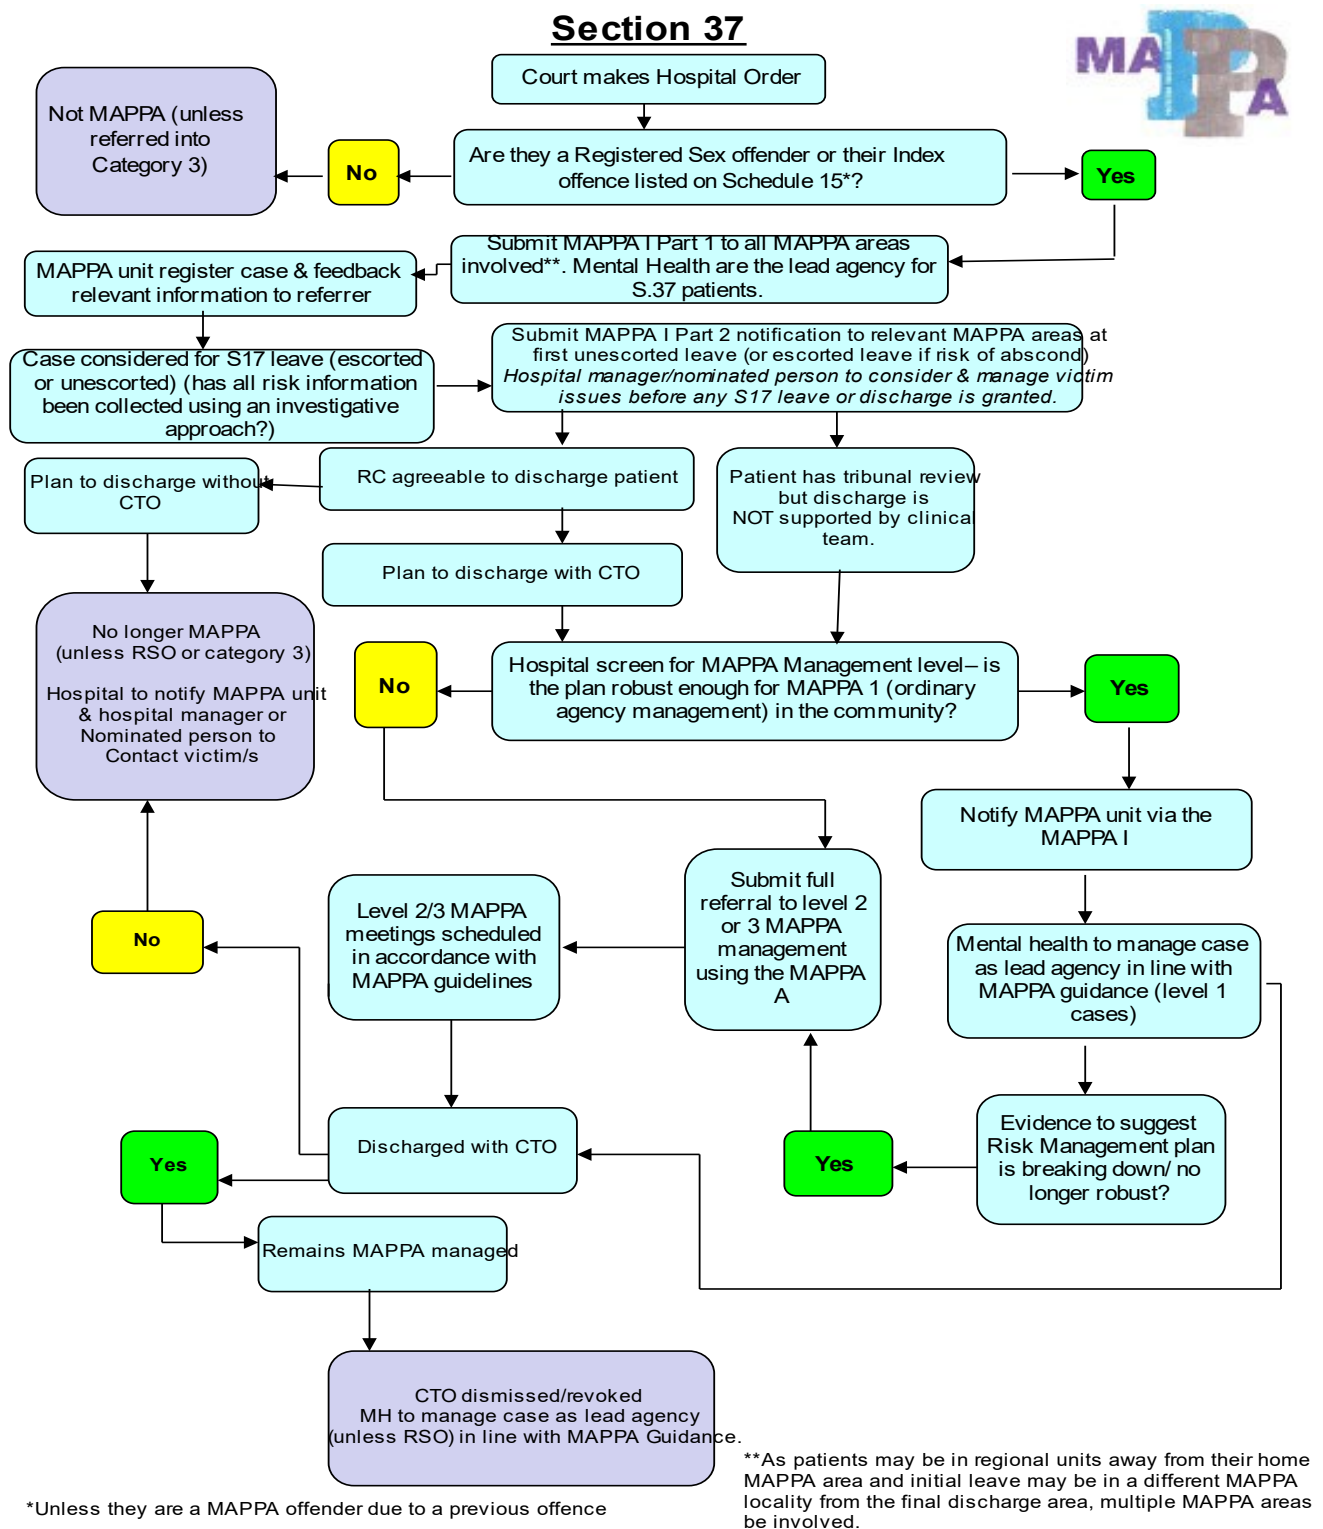 Section 37
MAPPA
Court makes Hospital Order
Not MAPPA (unless
referred into
Category 3)
No
Are they a Registered Sex offender or their Index
offence listed on Schedule 15*?
Yes
Submit MAPPA I Part 1 to all MAPPA areas
involved**. Mental Health are the lead agency for
S.37 patients.
MAPPA unit register case & feedback
relevant information to referrer
Case considered for S17 leave (escorted
or unescorted) (has all risk information
been collected using an investigative
approach?)
Submit MAPPA I Part 2 notification to relevant MAPPA areas at
first unescorted leave (or escorted leave if risk of abscond)
Hospital manager/nominated person to consider & manage victim
issues before any S17 leave or discharge is granted.
Plan to discharge without
CTO
RC agreeable to discharge patient
Patient has tribunal review
but discharge is
NOT supported by clinical
team.
Plan to discharge with CTO
No longer MAPPA
(unless RSO or category 3)
Hospital to notify MAPPA unit
& hospital manager or
Nominated person to
Contact victim/s
No
Hospital screen for MAPPA Management level– is
the plan robust enough for MAPPA 1 (ordinary
agency management) in the community?
Yes
Notify MAPPA unit via the
MAPPA I
Submit full
referral to level 2
or 3 MAPPA
management
using the MAPPA
A
Level 2/3 MAPPA
meetings scheduled
in accordance with
MAPPA guidelines
No
Mental health to manage case
as lead agency in line with
MAPPA guidance (level 1
cases)
Evidence to suggest
Risk Management plan
is breaking down/ no
longer robust?
Yes
Discharged with CTO
Yes
Remains MAPPA managed
CTO dismissed/revoked
MH to manage case as lead agency
(unless RSO) in line with MAPPA Guidance.
**As patients may be in regional units away from their home
MAPPA area and initial leave may be in a different MAPPA
locality from the final discharge area, multiple MAPPA areas
be involved.
*Unless they are a MAPPA offender due to a previous offence